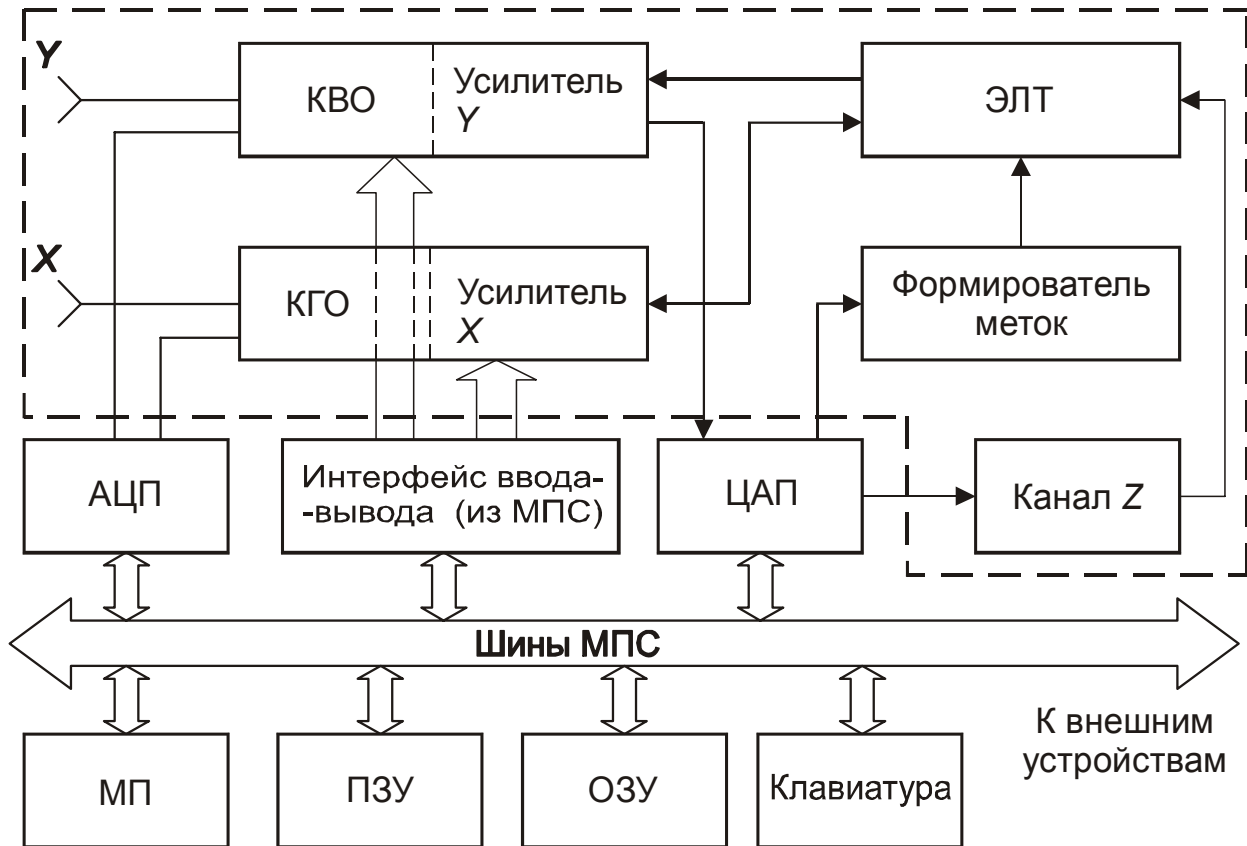 Y
КВО
Усилитель
Y
ЭЛТ
X
КГО
Усилитель
X
Формирователь
меток
АЦП
Интерфейс ввода-
-вывода (из МПС)
ЦАП
Канал Z
Шины МПС
К внешним
устройствам
МП
ПЗУ
ОЗУ
Клавиатура